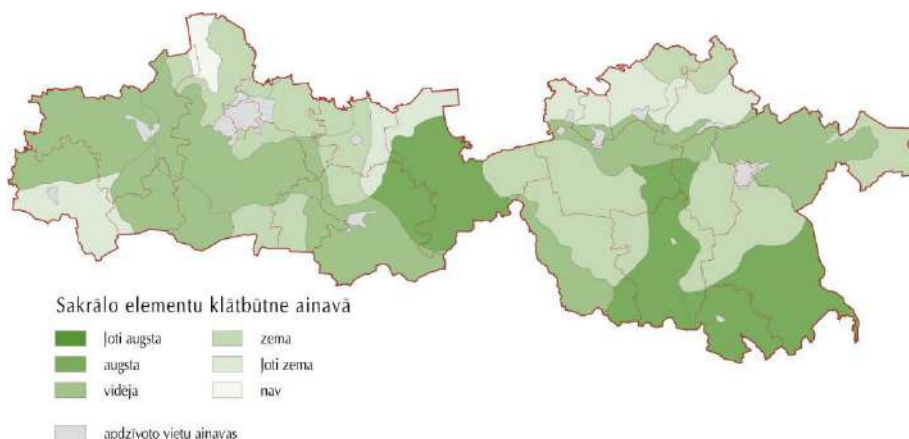 Sakrālo elementu klātbūtne ainavā
ļoti augsta
augsta
vidēja
zema
ļoti zema
nav
apdzīvoto vietu ainavas